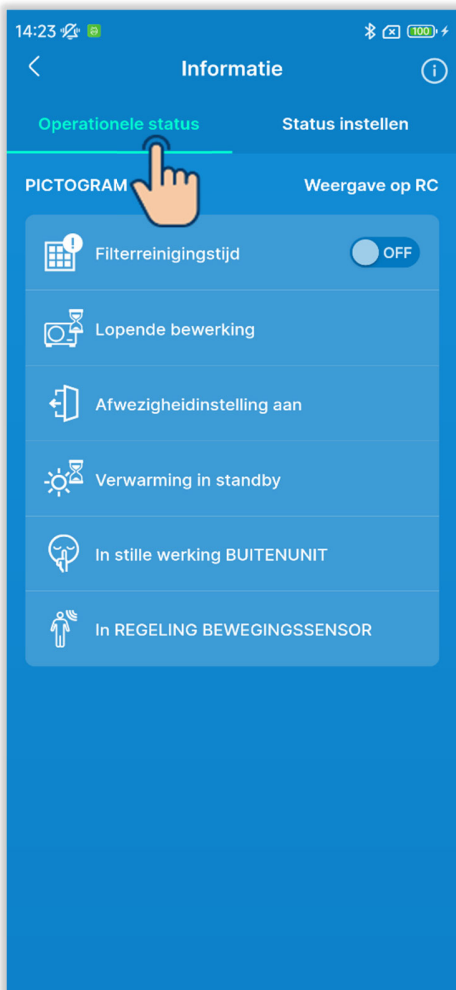 14:23
100
Informatie
Operationele status
Status instellen
PICTOGRAM
Weergave op RC
Filterreinigingstijd
OFF
Lopende bewerking
Afwezigheidinstelling aan
Verwarming in standby
In stille werking BUITENUNIT
In REGELING BEWEGINGSSENSOR